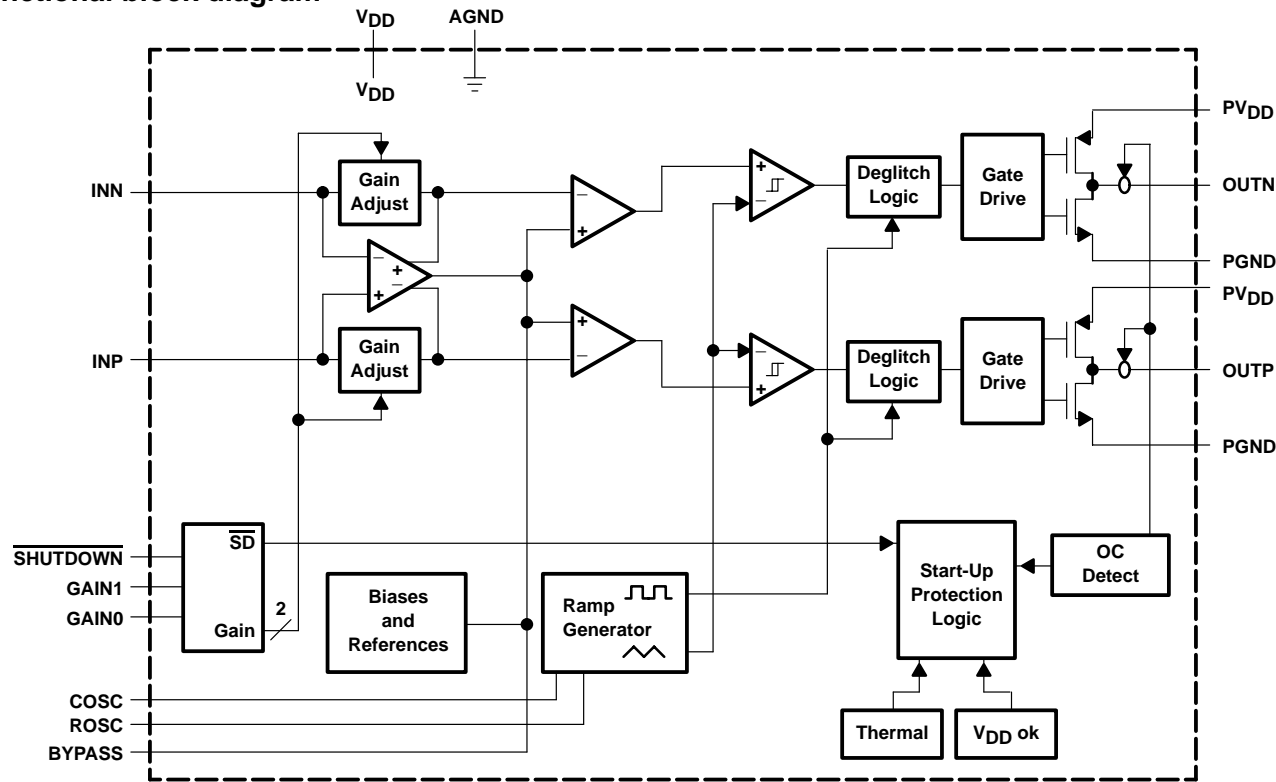 nctional block diagram
VDD
AGND
VDD
PVDD
INN
Gain
Adjust
+
−
Deglitch
Logic
Gate
Drive
OUTN
−
+
−
+
−
+
PGND
PVDD
INP
Gain
Adjust
+
−
−
+
Deglitch
Logic
Gate
Drive
OUTP
PGND
SHUTDOWN
GAIN1
GAIN0
SD
Gain
2
Biases
and
References
Ramp
Generator
Start-Up
Protection
Logic
OC
Detect
COSC
ROSC
BYPASS
Thermal
VDD ok